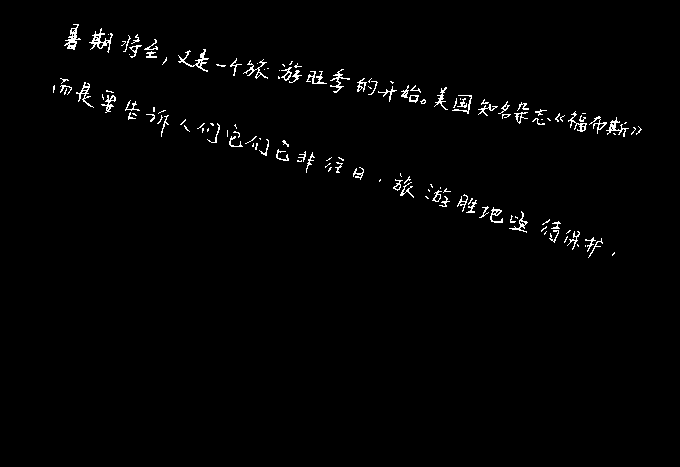 暑期将至,又是一个旅游旺季的开始。美国知名杂志《福布斯》
而是要告诉人们它们已非往日,旅游胜地亟待保护.